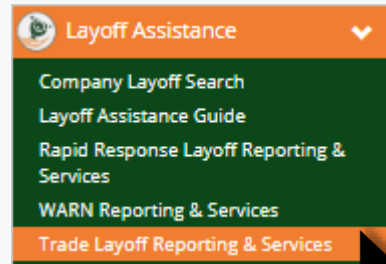 Layoff Assistance
Company Layoff Search
Layoff Assistance Guide
Rapid Response Layoff Reporting &
Services
WARN Reporting & Services
Trade Layoff Reporting & Services